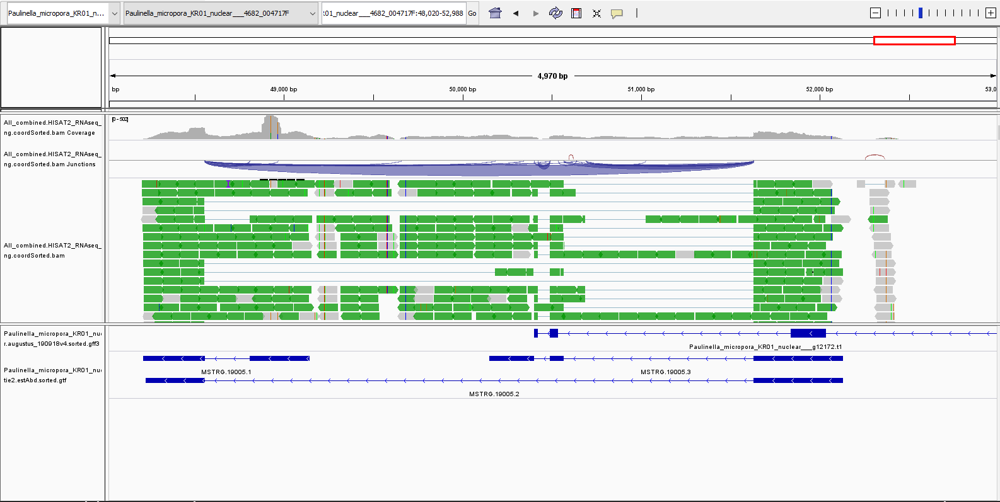 Paulinella_micropora_KR01_n... Paulinella_micropora_KR01_nuclear___4682_004717F :01_nuclear___4682_004717F:48,020-52,988 Go
4,970 bp
bp 49,000 bp 50,000 bp 51,000 bp 52,000 bp 53,0
[0 - 502]
All_combined.HISAT2_RNAseq_
ng.coordSorted.bam Coverage
All_combined.HISAT2_RNAseq_
ng.coordSorted.bam Junctions
All_combined.HISAT2_RNAseq_
ng.coordSorted.bam
Paulinella_micropora_KR01_nu
r.augustus_190918v4.sorted.gff3
Paulinella_micropora_KR01_nuclear___g12172.t1
Paulinella_micropora_KR01_nu
tie2.estAbd.sorted.gtf
MSTRG.19005.1 MSTRG.19005.3
MSTRG.19005.2